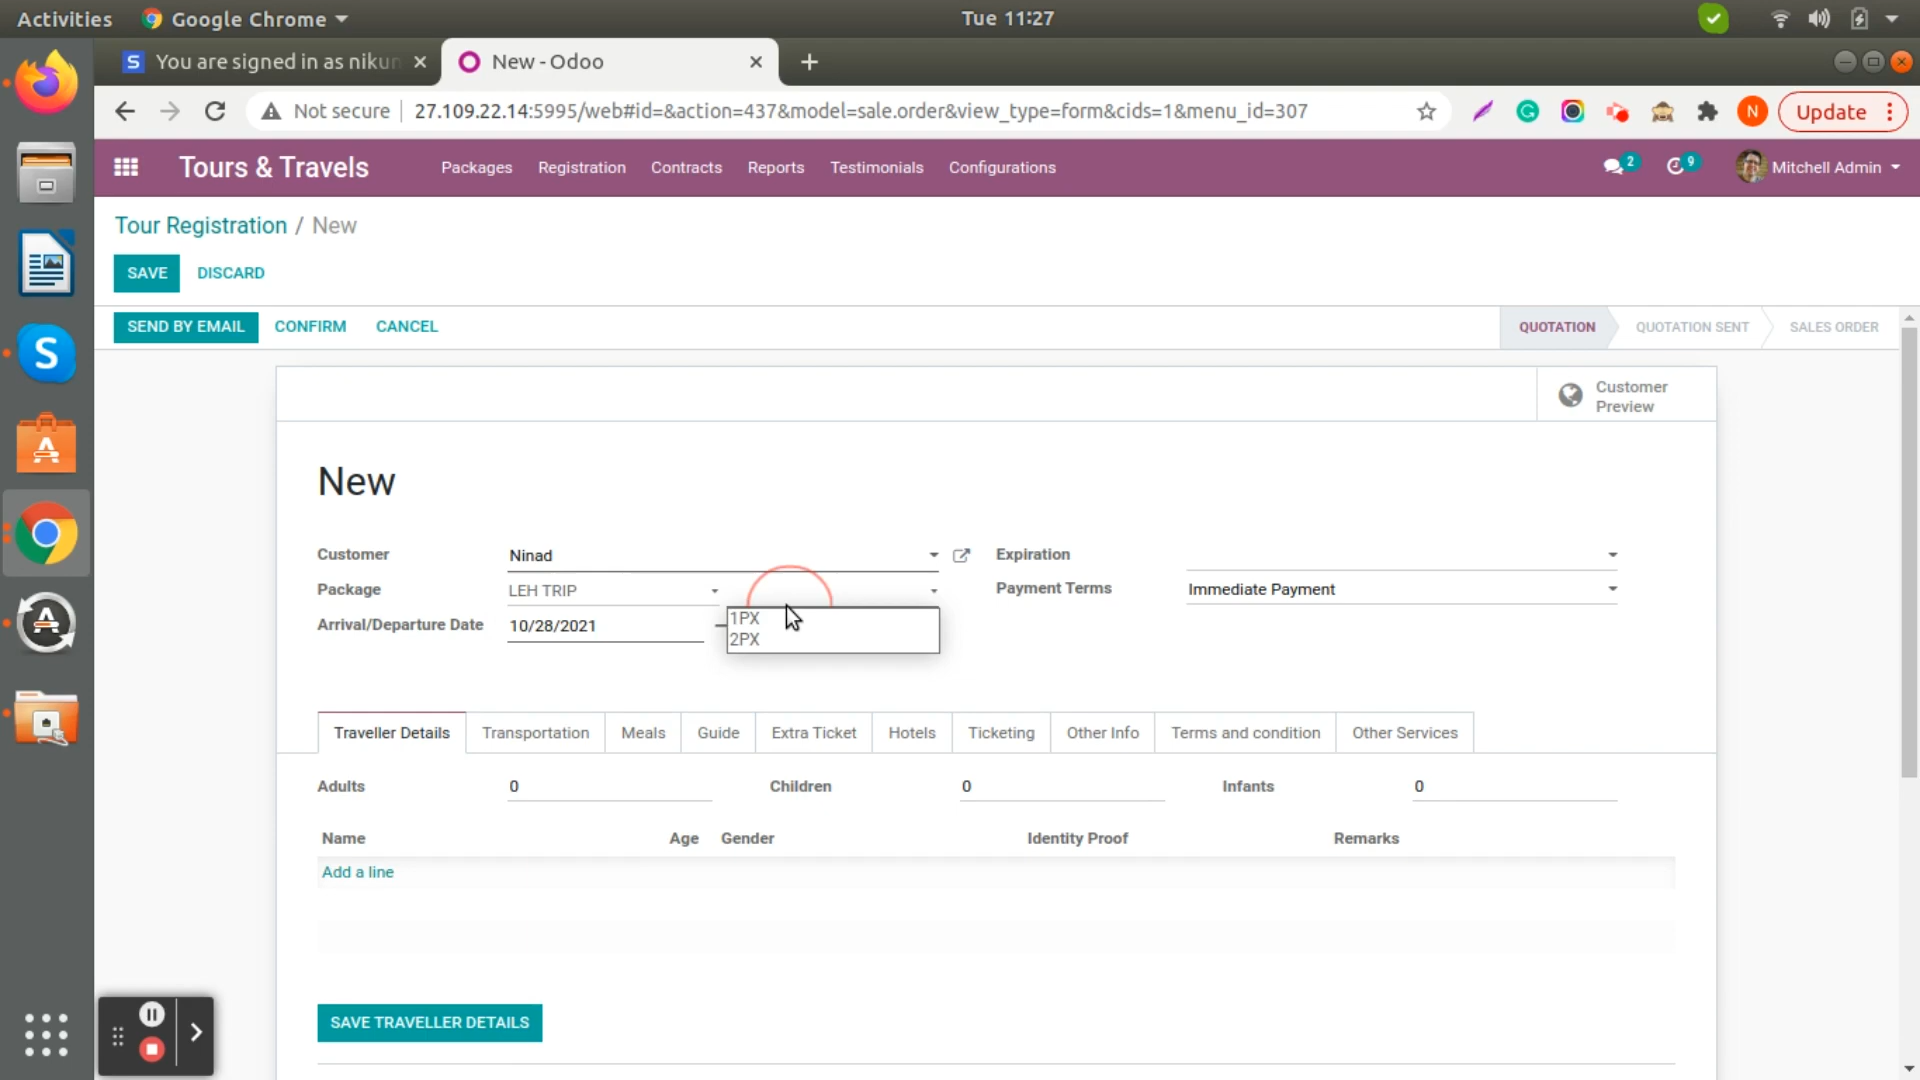 Activities Google Chrome Tue 11:27
S You are signed in as nikun New - Odoo
Not secure 27.109.22.14:5995/web#id=&action=437&model=sale.order&view_type=form&cids=1&menu_id=307 N Update
Tours & Travels Packages Registration Contracts Reports Testimonials Configurations 2 9 Mitchell Admin
Tour Registration / New
SAVE DISCARD
SEND BY EMAIL CONFIRM CANCEL QUOTATION QUOTATION SENT SALES ORDER
Customer
Preview
New
Customer Ninad Expiration
Package LEH TRIP Payment Terms Immediate Payment
Arrival/Departure Date 10/28/2021
1PX
2PX
Traveller Details Transportation Meals Guide Extra Ticket Hotels Ticketing Other Info Terms and condition Other Services
Adults 0 Children 0 Infants 0
Name Age Gender Identity Proof Remarks
Add a line
SAVE TRAVELLER DETAILS